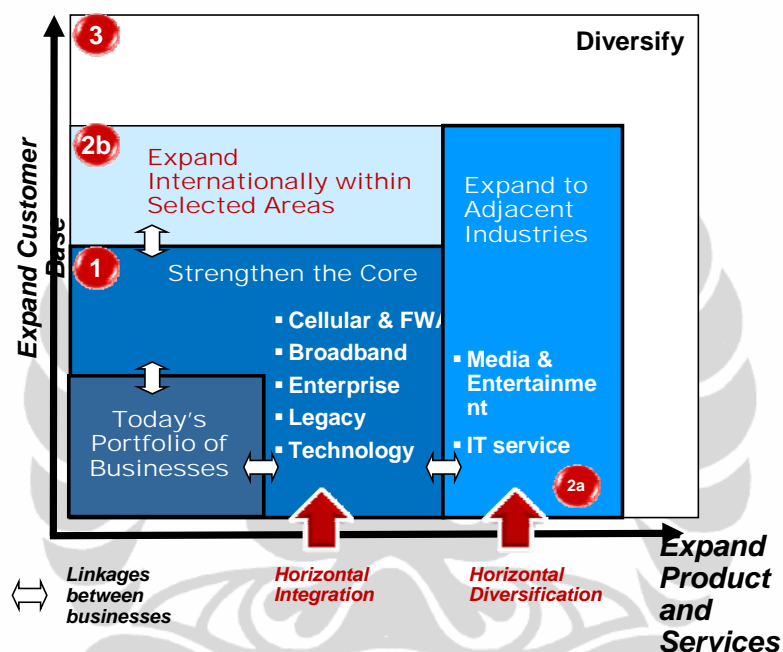 3
Diversify
2b
Expand
Internationally within
Selected Areas
Expand to
Adjacent
Industries
Expand Customer
Base
1
Strengthen the Core
▪ Cellular & FWA
▪ Broadband
▪ Enterprise
▪ Legacy
▪ Technology
▪ Media &
Entertainme
nt
▪ IT service
Today's
Portfolio of
Businesses
2a
Linkages
between
businesses
Horizontal
Integration
Horizontal
Diversification
Expand
Product
and
Services